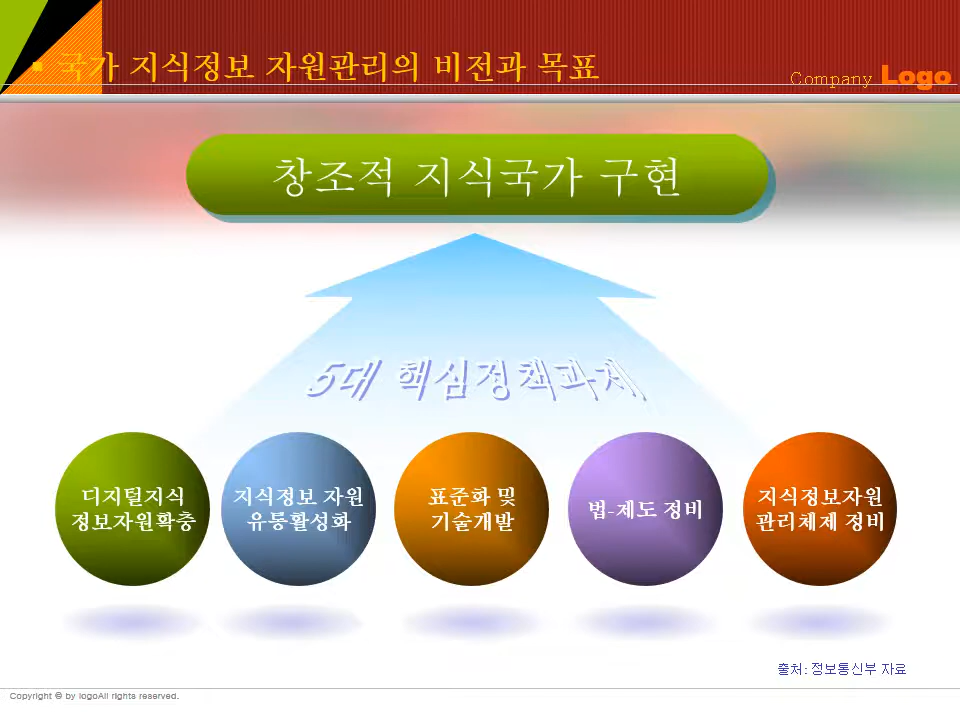 ▪ 국가 지식정보 자원관리의 비전과 목표
Company Logo
창조적 지식국가 구현
5대 핵심정책과제
디지털지식
정보자원확충
지식정보 자원
유통활성화
표준화 및
기술개발
법-제도 정비
지식정보자원
관리체제 정비
출처: 정보통신부 자료
Copyright © by logoAll rights reserved.